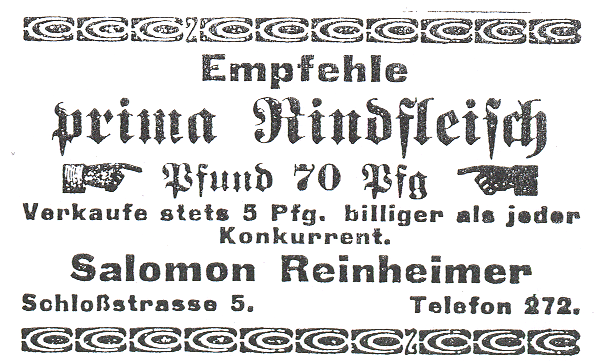 Empfehle
prima Rindfleisch
Pfund 70 Pfg
Verkaufe stets 5 Pfg. billiger als jeder
Konkurrent.
Salomon Reinheimer
Schloßstrasse 5. Telefon 272.